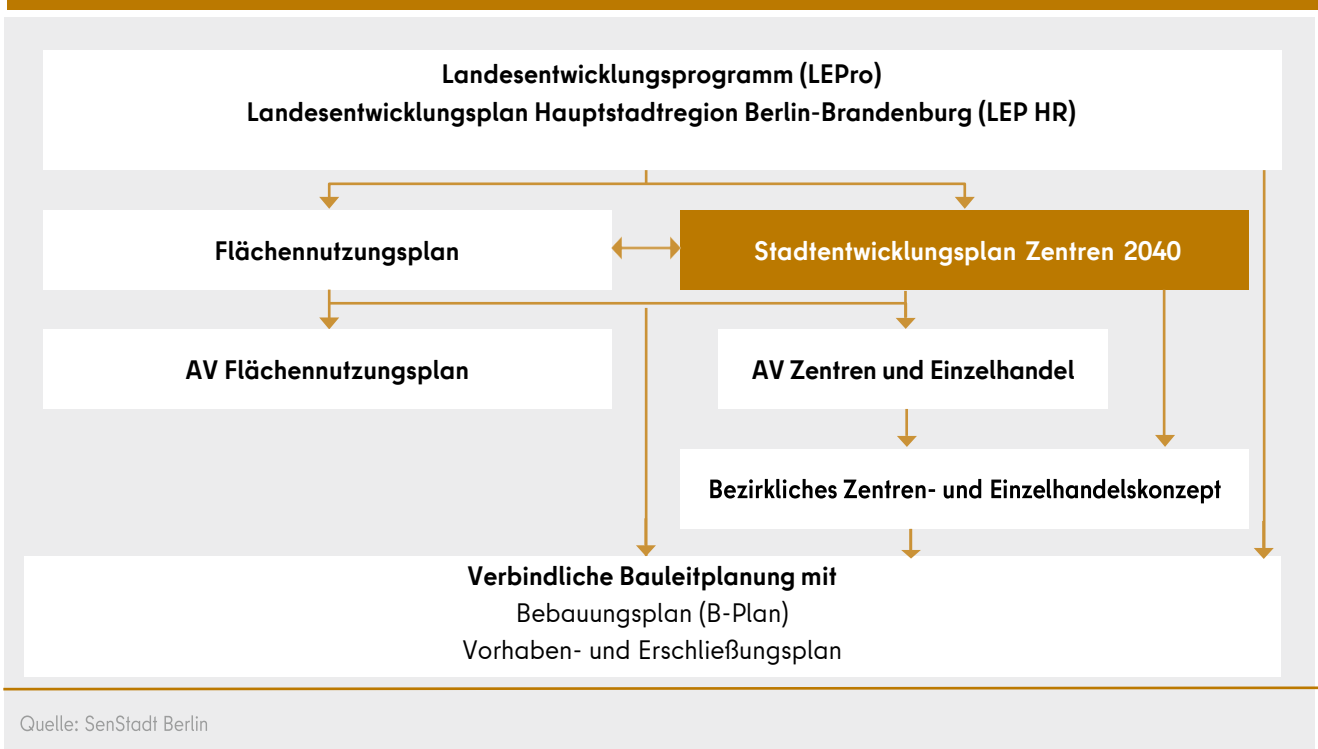 Landesentwicklungsprogramm (LEPro)
Landesentwicklungsplan Hauptstadtregion Berlin-Brandenburg (LEP HR)
Flächennutzungsplan
Stadtentwicklungsplan Zentren 2040
AV Flächennutzungsplan
AV Zentren und Einzelhandel
Bezirkliches Zentren- und Einzelhandelskonzept
Verbindliche Bauleitplanung mit
Bebauungsplan (B-Plan)
Vorhaben- und Erschließungsplan
Quelle: SenStadt Berlin